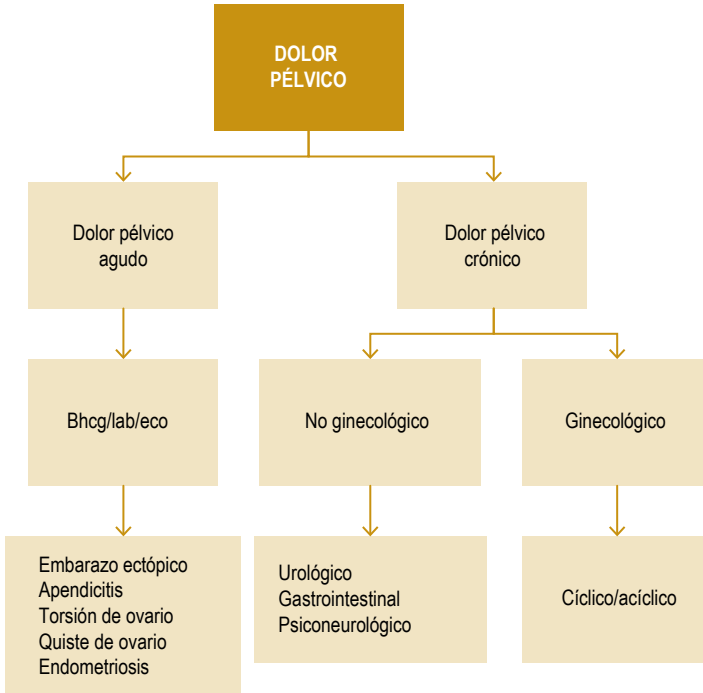 DOLOR
PÉLVICO
Dolor pélvico
agudo
Dolor pélvico
crónico
Bhcg/lab/eco
No ginecológico
Ginecológico
Embarazo ectópico
Apendicitis
Torsión de ovario
Quiste de ovario
Endometriosis
Urológico
Gastrointestinal
Psiconeurológico
Cíclico/acíclico